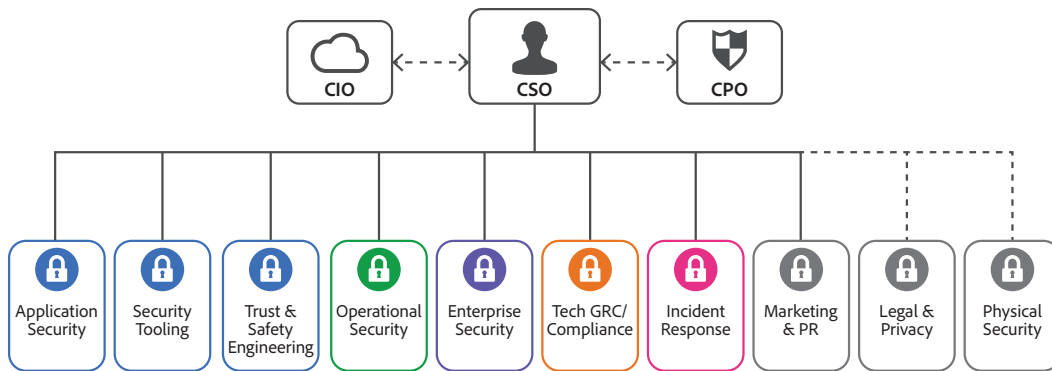 CIO
CSO
CPO
Application
Security
Security
Tooling
Trust &
Safety
Engineering
Operational
Security
Enterprise
Security
Tech GRC/
Compliance
Incident
Response
Marketing
& PR
Legal &
Privacy
Physical
Security